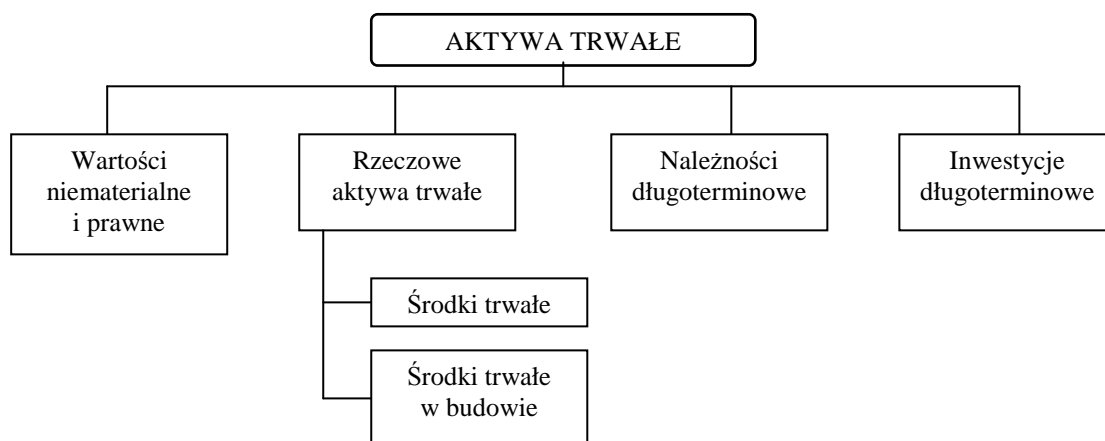 AKTYWA TRWAŁE
Wartości
niematerialne
i prawne
Rzeczowe
aktywa trwałe
Należności
długoterminowe
Inwestycje
długoterminowe
Środki trwałe
Środki trwałe
w budowie